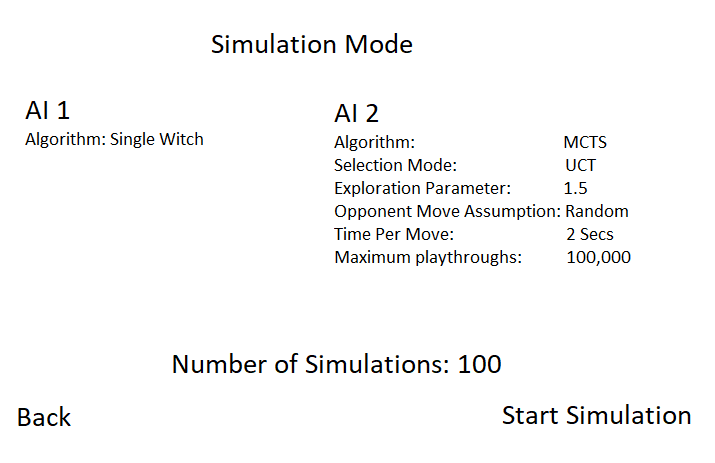 Simulation Mode
AI 1
Algorithm: Single Witch
AI 2
Algorithm: MCTS
Selection Mode: UCT
Exploration Parameter: 1.5
Opponent Move Assumption: Random
Time Per Move: 2 Secs
Maximum playthroughs: 100,000
Number of Simulations: 100
Back
Start Simulation